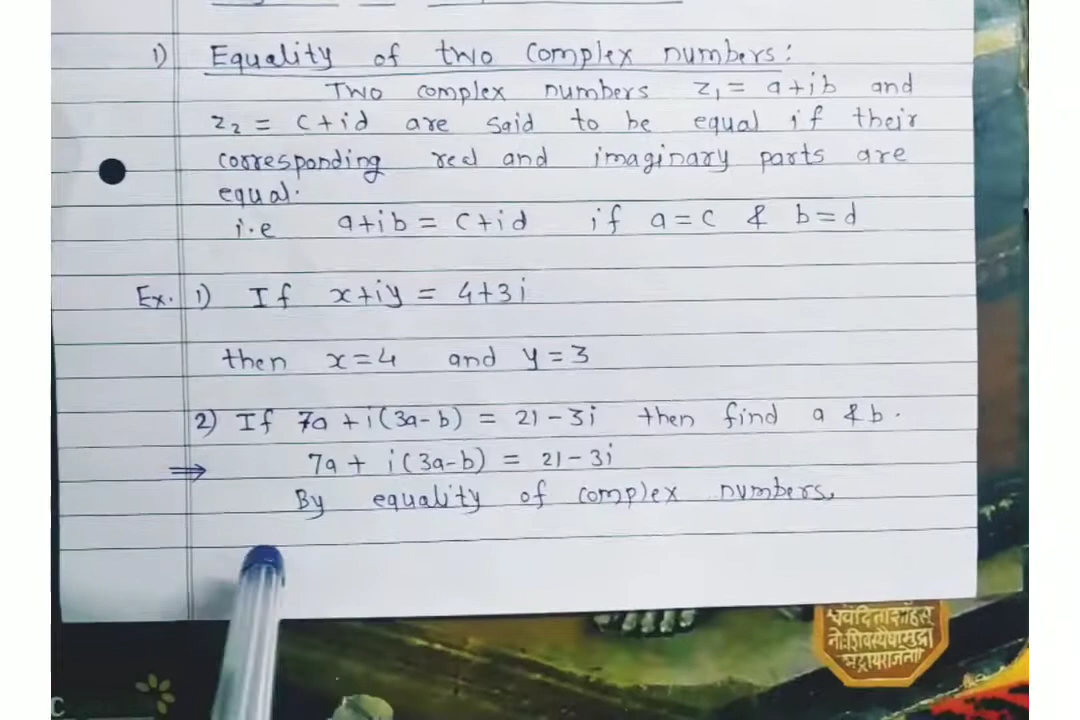 1) Equality of two complex numbers:
Two complex numbers z₁ = a+ib and
z₂ = c+id are said to be equal if their
corresponding real and imaginary parts are
equal.
i.e a+ib = c+id if a=c & b=d
Ex. 1) If x+iy = 4+3i
then x=4 and y=3
2) If 7a +i(3a-b) = 21-3i then find a & b.
⇒ 7a + i(3a-b) = 21-3i
By equality of complex numbers,
C